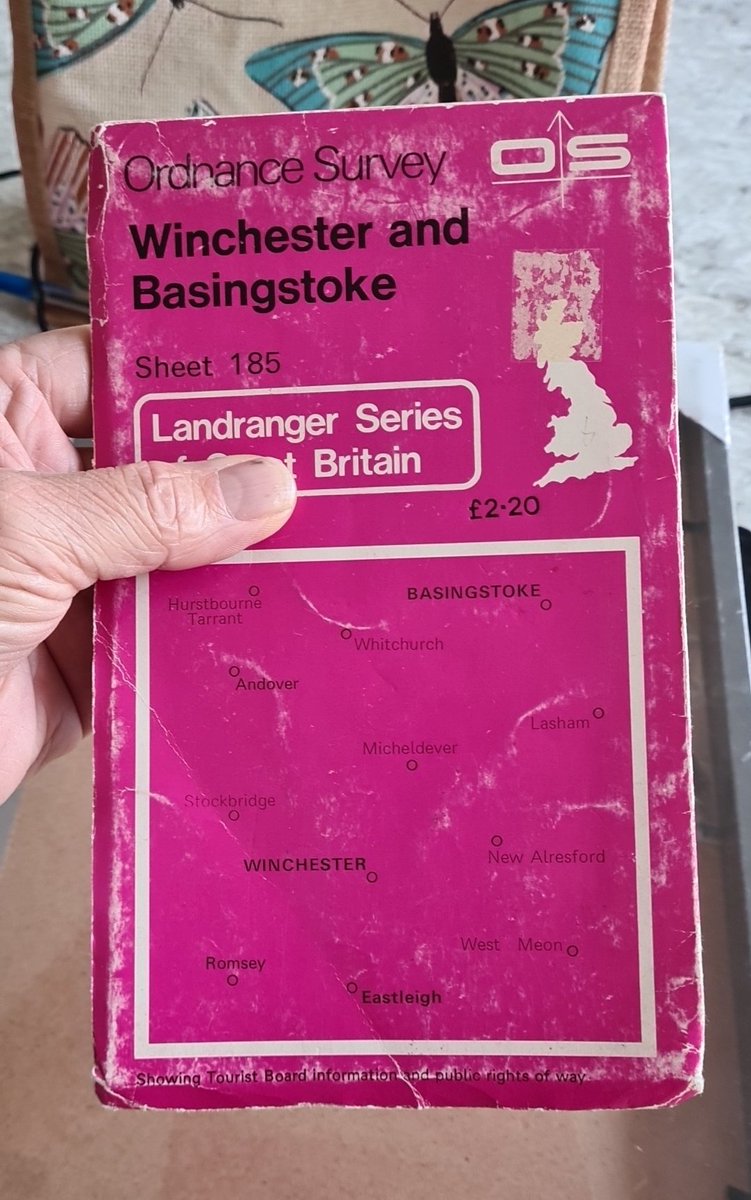 Ordnance Survey
OS
Winchester and
Basingstoke
Sheet 185
Landranger Series
Britain
£2·20
BASINGSTOKE
Hurstbourne
Tarrant
Whitchurch
Andover
Lasham
Micheldever
Stockbridge
New Alresford
WINCHESTER
West Meon
Romsey
Eastleigh
Showing Tourist Board Information and public rights of way.